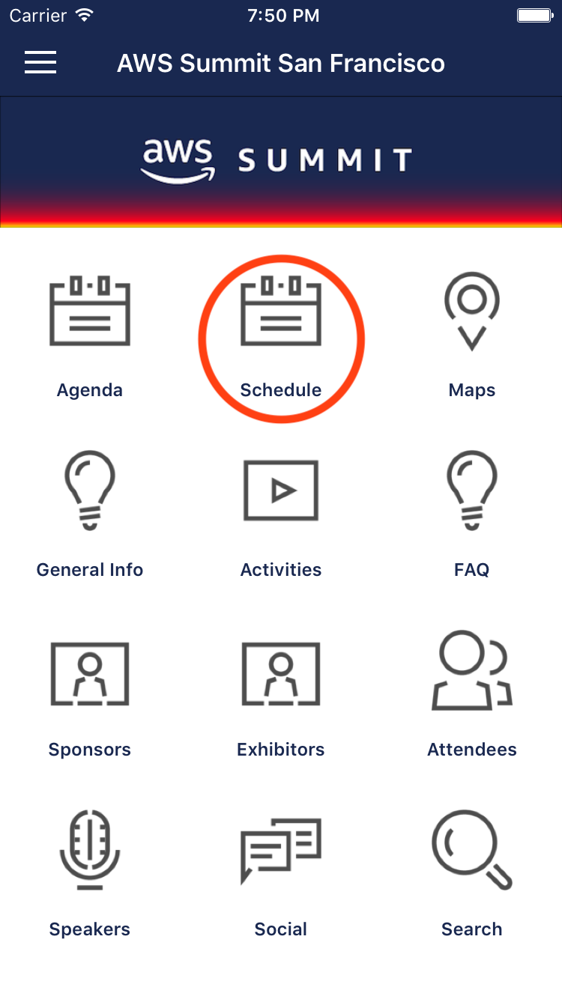 Carrier 7:50 PM
AWS Summit San Francisco
aws SUMMIT
Agenda Schedule Maps
General Info Activities FAQ
Sponsors Exhibitors Attendees
Speakers Social Search